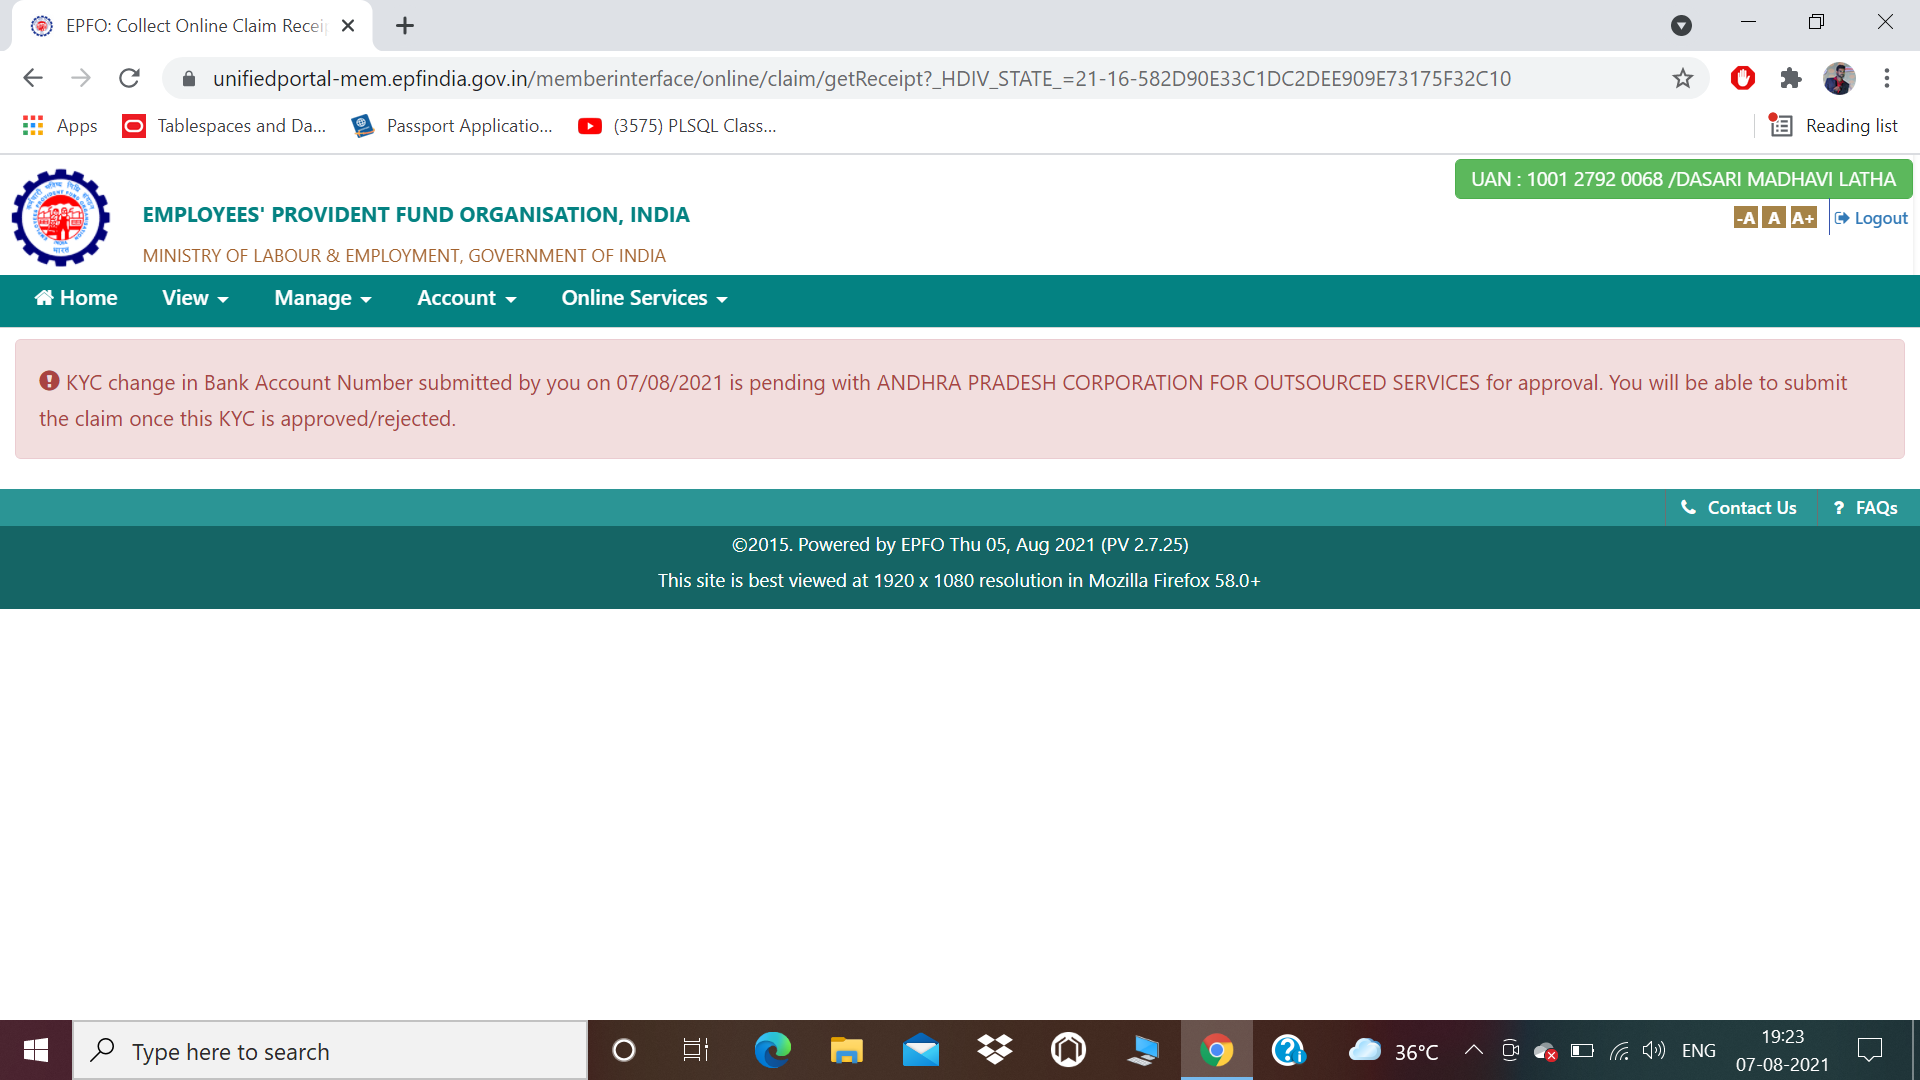 EPFO: Collect Online Claim Recei
unifiedportal-mem.epfindia.gov.in/memberinterface/online/claim/getReceipt?_HDIV_STATE_=21-16-582D90E33C1DC2DEE909E73175F32C10
Apps Tablespaces and Da... Passport Applicatio... (3575) PLSQL Class... Reading list
UAN : 1001 2792 0068 /DASARI MADHAVI LATHA
EMPLOYEES' PROVIDENT FUND ORGANISATION, INDIA
-A A A+ Logout
MINISTRY OF LABOUR & EMPLOYMENT, GOVERNMENT OF INDIA
Home View Manage Account Online Services
KYC change in Bank Account Number submitted by you on 07/08/2021 is pending with ANDHRA PRADESH CORPORATION FOR OUTSOURCED SERVICES for approval. You will be able to submit
the claim once this KYC is approved/rejected.
Contact Us ? FAQs
©2015. Powered by EPFO Thu 05, Aug 2021 (PV 2.7.25)
This site is best viewed at 1920 x 1080 resolution in Mozilla Firefox 58.0+
Type here to search
36°C ENG
19:23
07-08-2021